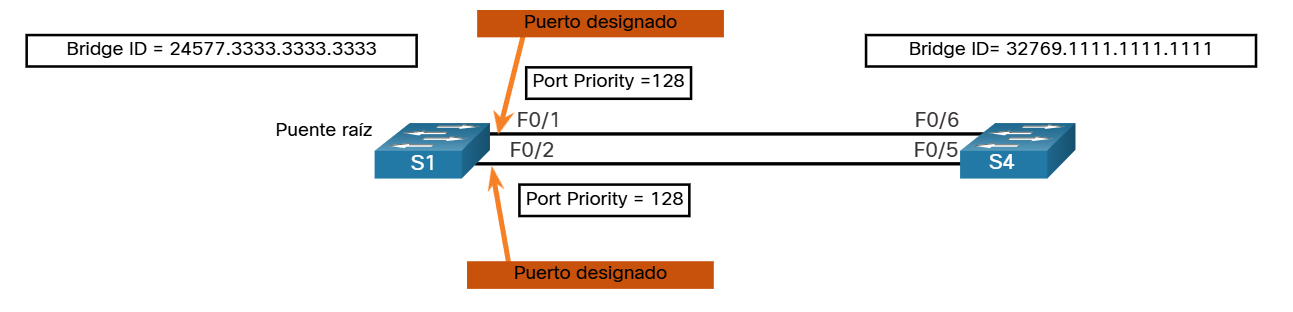 Puerto designado
Bridge ID = 24577.3333.3333.3333
Bridge ID= 32769.1111.1111.1111
Port Priority =128
Puente raíz
F0/1
F0/6
F0/2
F0/5
S1
S4
Port Priority = 128
Puerto designado